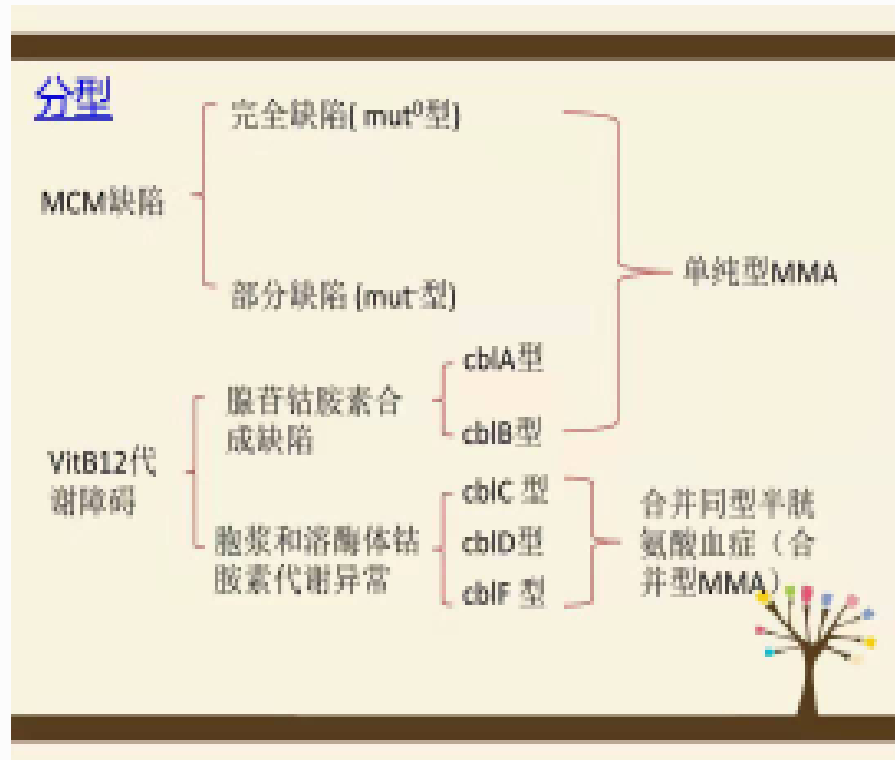 分型
完全缺陷( mut⁰型)
MCM缺陷
部分缺陷 (mut⁻型)
单纯型MMA
VitB12代
谢障碍
腺苷钴胺素合
成缺陷
cblA型
cblB型
胞浆和溶酶体钴
胺素代谢异常
cblC 型
cblD型
cblF 型
合并同型半胱
氨酸血症（合
并型MMA）